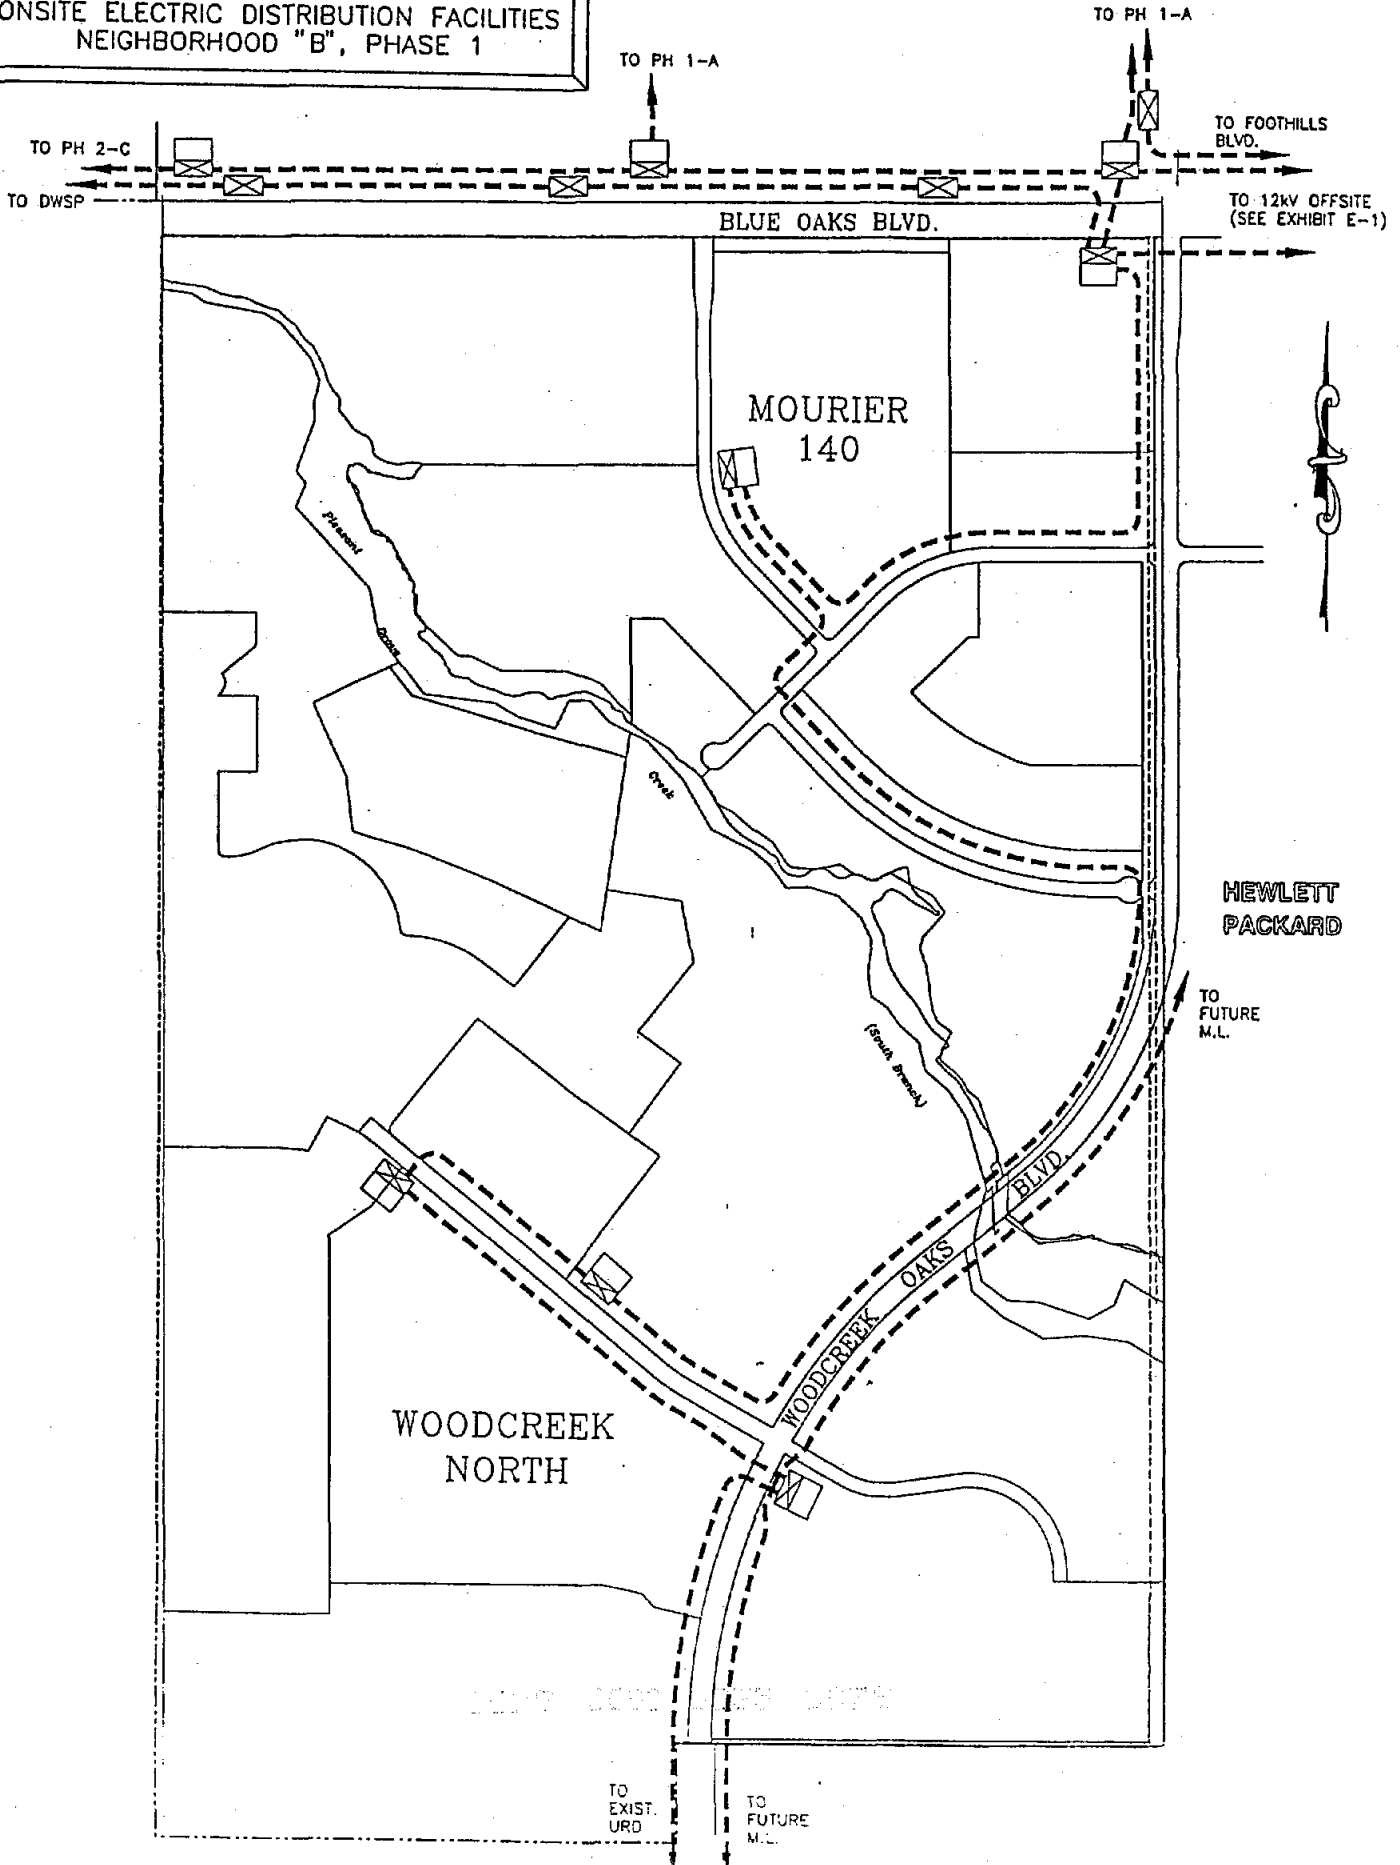 ONSITE ELECTRIC DISTRIBUTION FACILITIES
NEIGHBORHOOD "B", PHASE 1
TO PH 1-A
TO PH 1-A
TO FOOTHILLS
BLVD.
TO PH 2-C
TO DWSP
TO 12kV OFFSITE
(SEE EXHIBIT E-1)
BLUE OAKS BLVD.
MOURIER
140
Pleasant
Grove
Creek
HEWLETT
PACKARD
TO
FUTURE
M.L.
(South Branch)
WOODCREEK OAKS BLVD.
WOODCREEK
NORTH
TO
EXIST.
URD
TO
FUTURE
M.L.